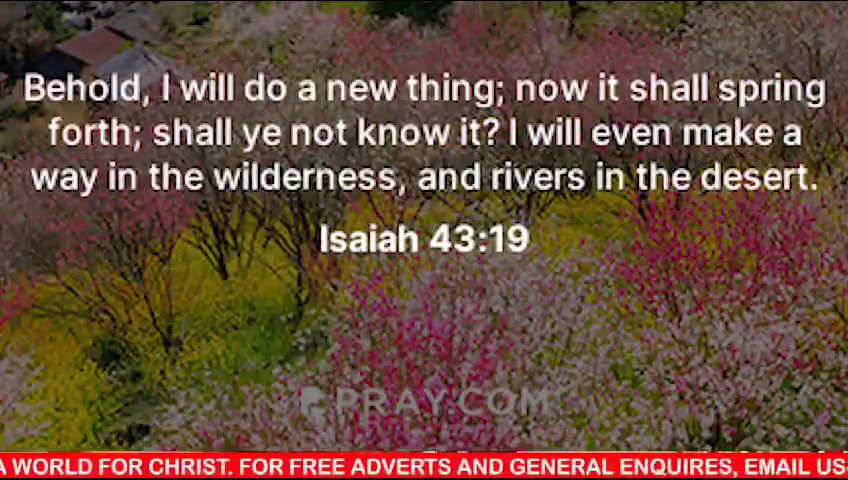 Behold, I will do a new thing; now it shall spring
forth; shall ye not know it? I will even make a
way in the wilderness, and rivers in the desert.
Isaiah 43:19
PRAY.COM
A WORLD FOR CHRIST. FOR FREE ADVERTS AND GENERAL ENQUIRES, EMAIL US